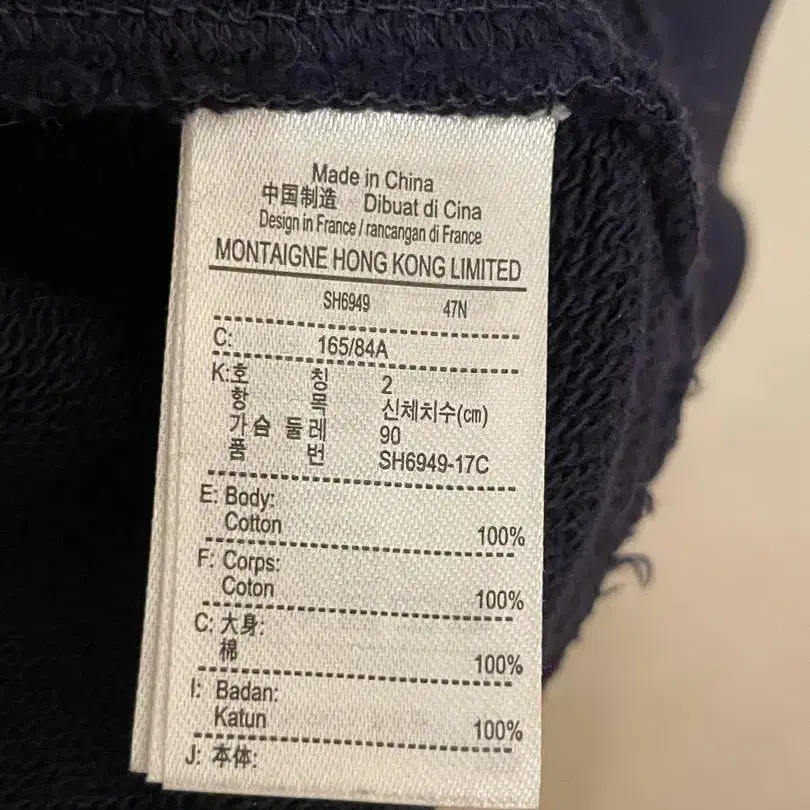 Made in China
中国制造 Dibuat di Cina
Design in France / rancangan di France
MONTAIGNE HONG KONG LIMITED
SH6949 47N
C: 165/84A
K:호 칭 2
항 목 신체치수(㎝)
가슴 둘레 90
품 번 SH6949-17C
E: Body:
Cotton 100%
F: Corps:
Coton 100%
C: 大身:
棉 100%
I: Badan:
Katun 100%
J: 本体: